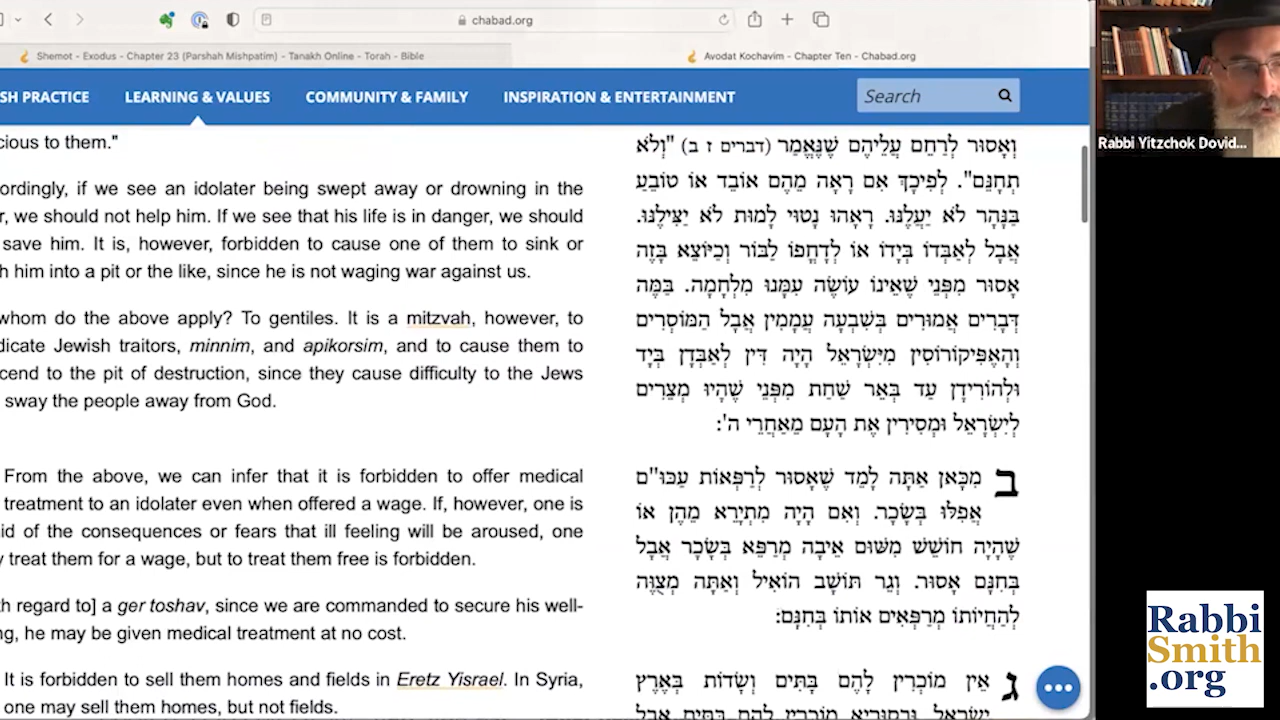 chabad.org
Shemot - Exodus - Chapter 23 (Parshah Mishpatim) - Tanakh Online - Torah - Bible
Avodat Kochavim - Chapter Ten - Chabad.org
SH PRACTICE
LEARNING & VALUES
COMMUNITY & FAMILY
INSPIRATION & ENTERTAINMENT
Search
Rabbi Yitzchok Dovid...
cious to them."
ordingly, if we see an idolater being swept away or drowning in the
r, we should not help him. If we see that his life is in danger, we should
save him. It is, however, forbidden to cause one of them to sink or
h him into a pit or the like, since he is not waging war against us.
whom do the above apply? To gentiles. It is a mitzvah, however, to
dicate Jewish traitors, minnim, and apikorsim, and to cause them to
cend to the pit of destruction, since they cause difficulty to the Jews
sway the people away from God.
From the above, we can infer that it is forbidden to offer medical
treatment to an idolater even when offered a wage. If, however, one is
id of the consequences or fears that ill feeling will be aroused, one
y treat them for a wage, but to treat them free is forbidden.
th regard to] a ger toshav, since we are commanded to secure his well-
ng, he may be given medical treatment at no cost.
It is forbidden to sell them homes and fields in Eretz Yisrael. In Syria,
one may sell them homes, but not fields.
וְאָסוּר לְרַחֵם עֲלֵיהֶם שֶׁנֶּאֱמַר (דברים ז ב) "וְלֹא
תְחָנֵּם". לְפִיכָךְ אִם רָאָה מֵהֶם אוֹבֵד אוֹ טוֹבֵעַ
בַּנָּהָר לֹא יַעֲלֶנּוּ. רָאָהוּ נָטוּי לָמוּת לֹא יַצִּילֶנּוּ.
אֲבָל לְאַבְּדוֹ בְּיָדוֹ אוֹ לְדָחֳפוֹ לַבּוֹר וְכַיּוֹצֵא בָּזֶה
אָסוּר מִפְּנֵי שֶׁאֵינוֹ עוֹשֶׂה עִמָּנוּ מִלְחָמָה. בַּמֶּה
דְּבָרִים אֲמוּרִים בְּשִׁבְעָה עֲמָמִין אֲבָל הַמּוֹסְרִים
וְהָאֶפִּיקוֹרוֹסִין מִיִּשְׂרָאֵל הָיָה דִּין לְאַבְּדָן בְּיָד
וּלְהוֹרִידָן עַד בְּאֵר שַׁחַת מִפְּנֵי שֶׁהָיוּ מְצֵרִים
לְיִשְׂרָאֵל וּמְסִירִין אֶת הָעָם מֵאַחֲרֵי ה':
ב מִכָּאן אַתָּה לָמֵד שֶׁאָסוּר לְרַפְּאוֹת עַכּוּ"ם
אֲפִלּוּ בְּשָׂכָר. וְאִם הָיָה מִתְיָרֵא מֵהֶן אוֹ
שֶׁהָיָה חוֹשֵׁשׁ מִשּׁוּם אֵיבָה מְרַפֵּא בְּשָׂכָר אֲבָל
בְּחִנָּם אָסוּר. וְגֵר תּוֹשָׁב הוֹאִיל וְאַתָּה מְצֻוֶּה
לְהַחֲיוֹתוֹ מְרַפְּאִים אוֹתוֹ בְּחִנָּם:
ג אֵין מוֹכְרִין לָהֶם בָּתִּים וְשָׂדוֹת בְּאֶרֶץ
Rabbi
Smith
.org